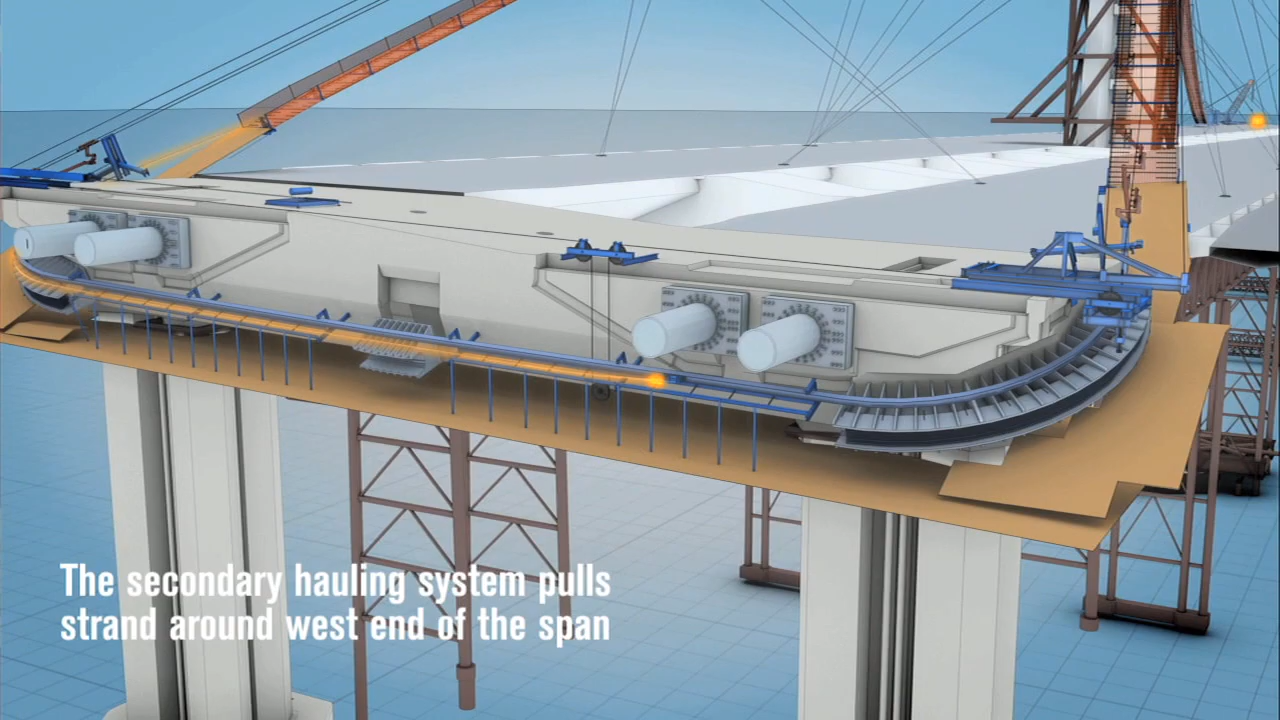 The secondary hauling system pulls
strand around west end of the span